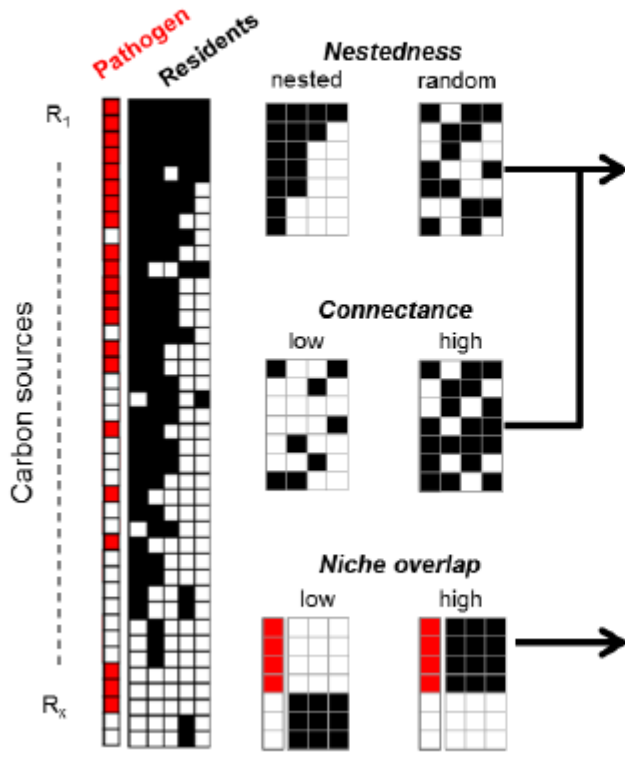 Pathogen
Residents
R1
Carbon sources
Rx
Nestedness
nested random
Connectance
low high
Niche overlap
low high